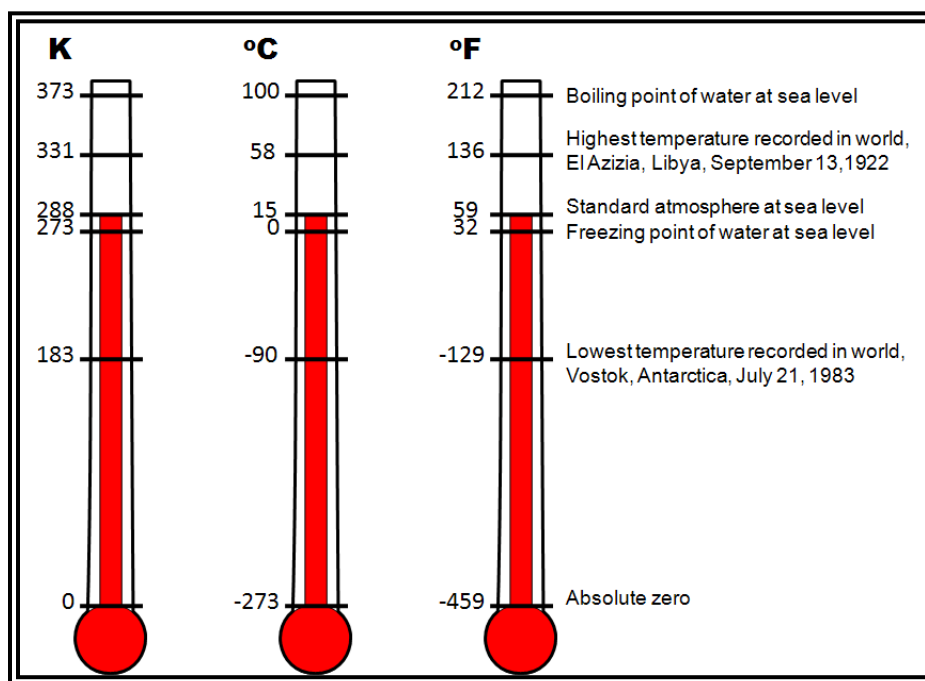 K ºC ºF
373 100 212 Boiling point of water at sea level
Highest temperature recorded in world,
331 58 136
El Azizia, Libya, September 13,1922
288 15 59 Standard atmosphere at sea level
273 0 32 Freezing point of water at sea level
183 -90 -129 Lowest temperature recorded in world,
Vostok, Antarctica, July 21, 1983
0 -273 -459 Absolute zero